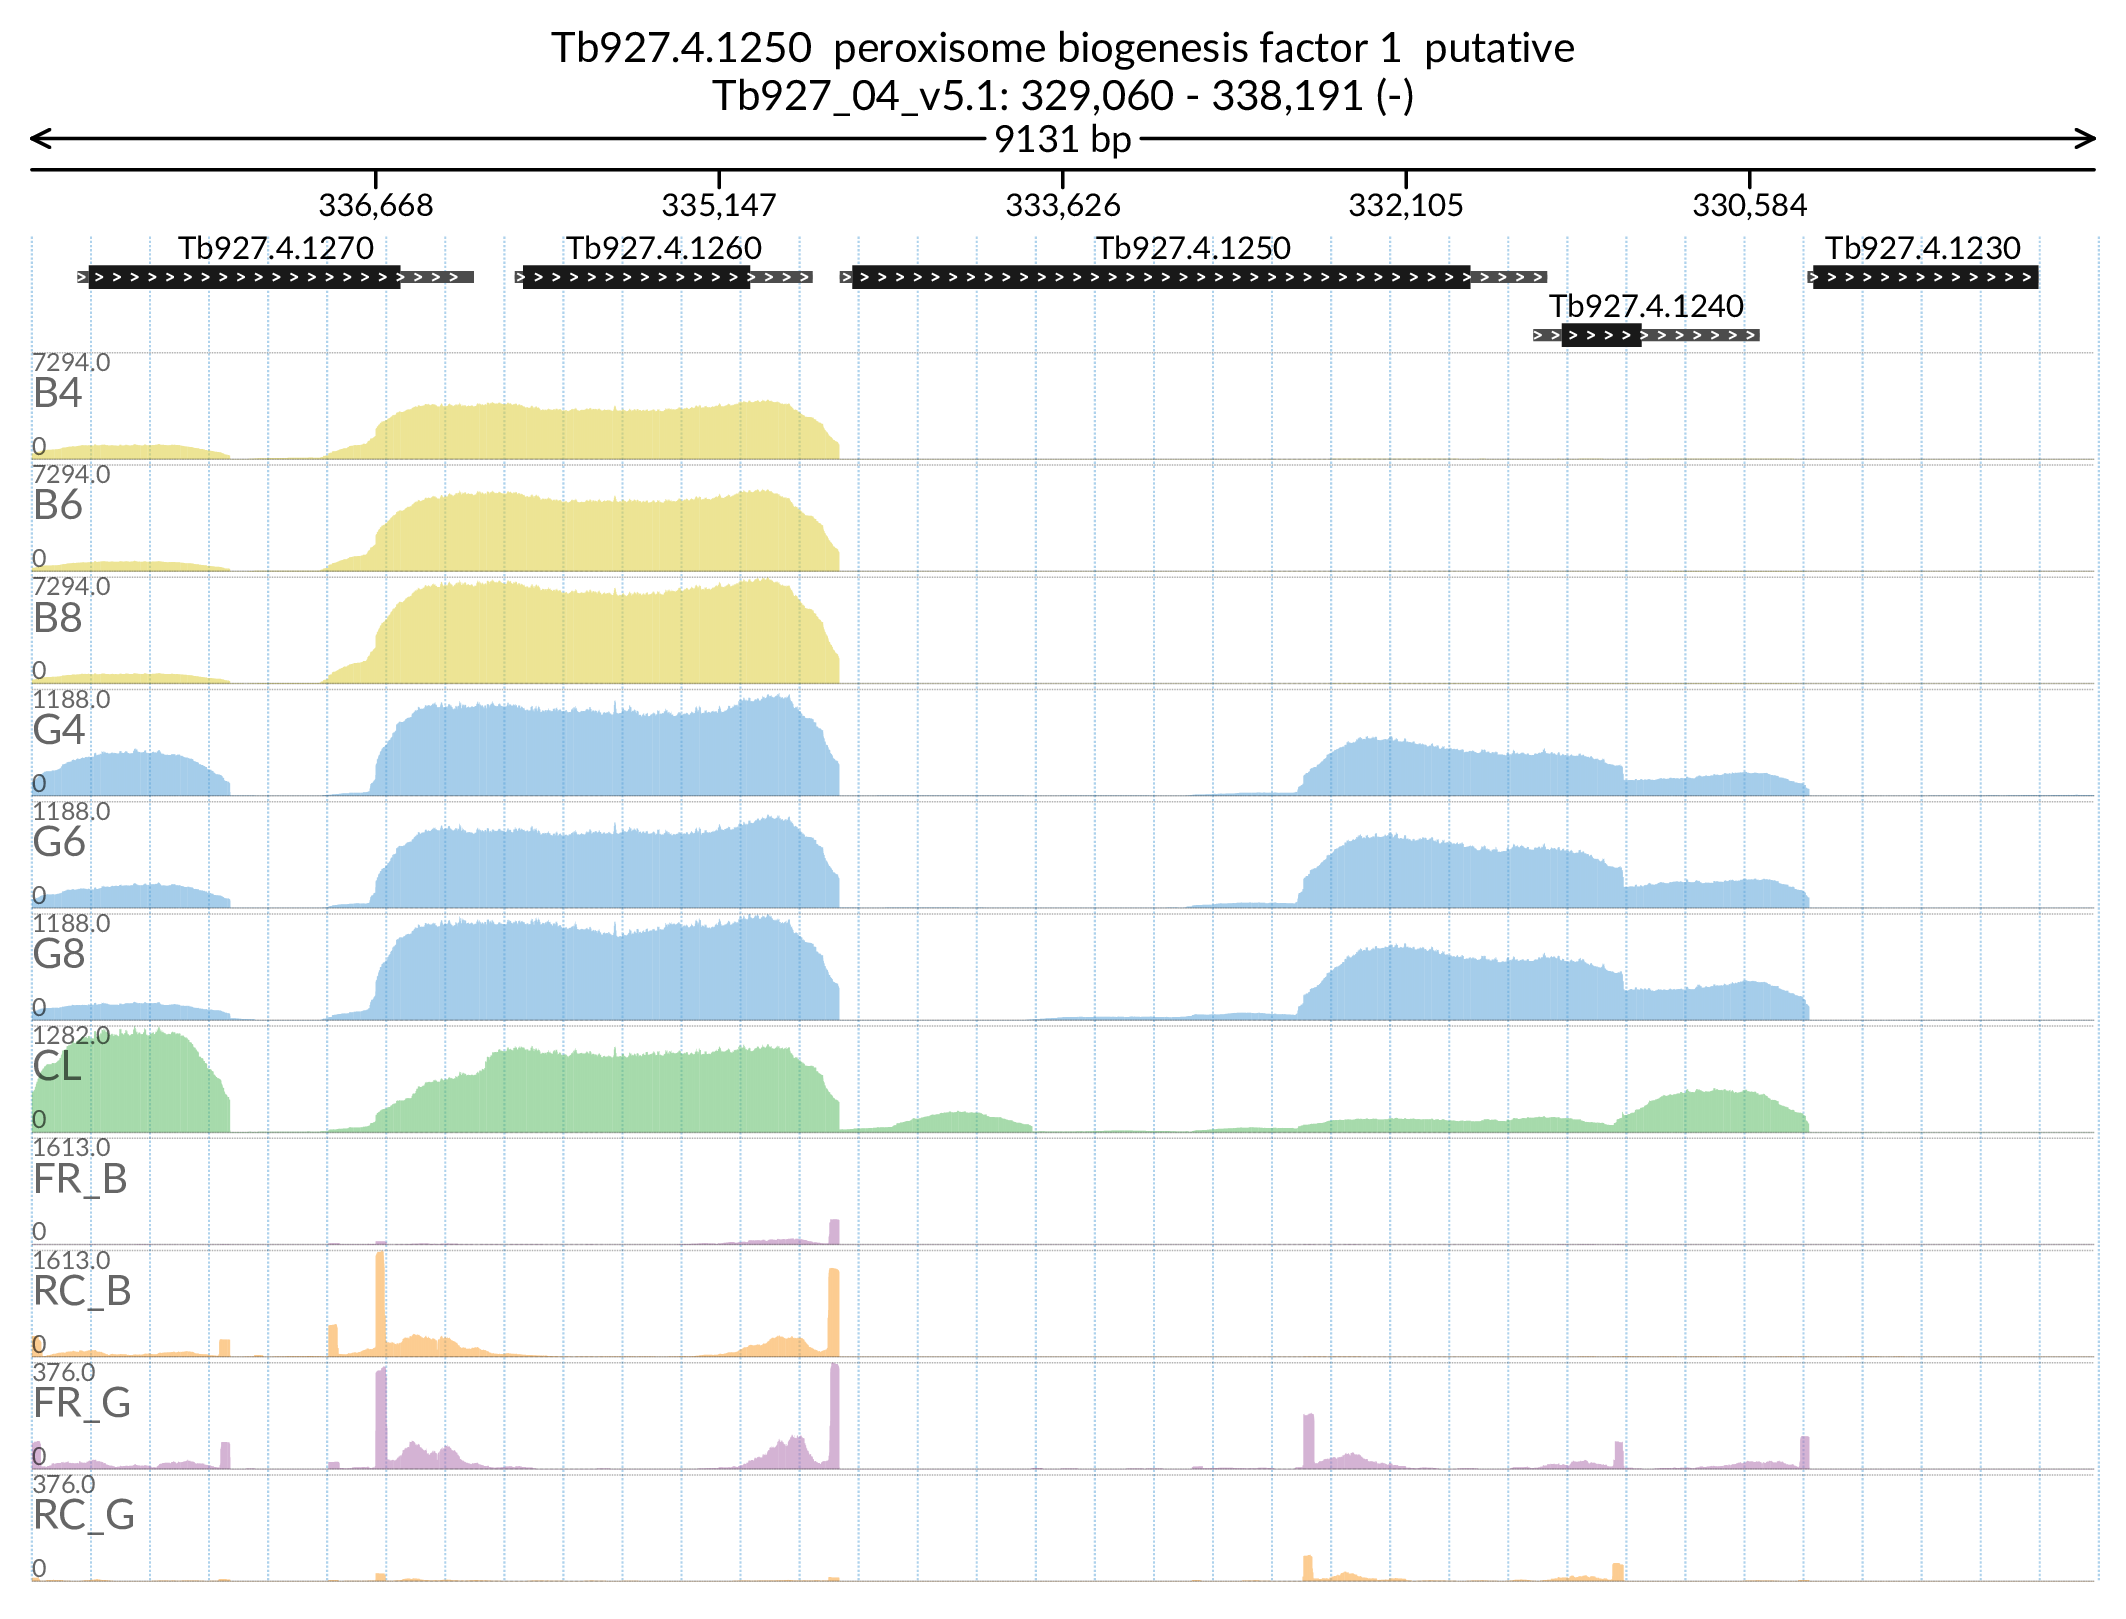 Tb927.4.1250  peroxisome biogenesis factor 1  putative
Tb927_04_v5.1: 329,060 - 338,191 (-)
9131 bp
336,668 335,147 333,626 332,105 330,584
Tb927.4.1270 Tb927.4.1260 Tb927.4.1250 Tb927.4.1230
Tb927.4.1240
7294.0
B4
0
7294.0
B6
0
7294.0
B8
0
1188.0
G4
0
1188.0
G6
0
1188.0
G8
0
1282.0
CL
0
1613.0
FR_B
0
1613.0
RC_B
0
376.0
FR_G
0
376.0
RC_G
0